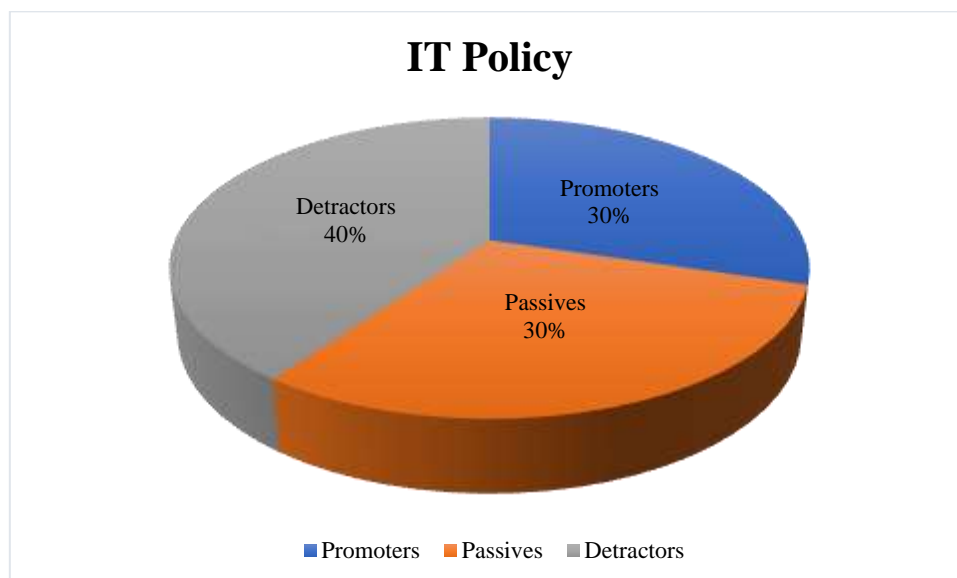 IT Policy
Promoters
30%
Detractors
40%
Passives
30%
Promoters Passives Detractors